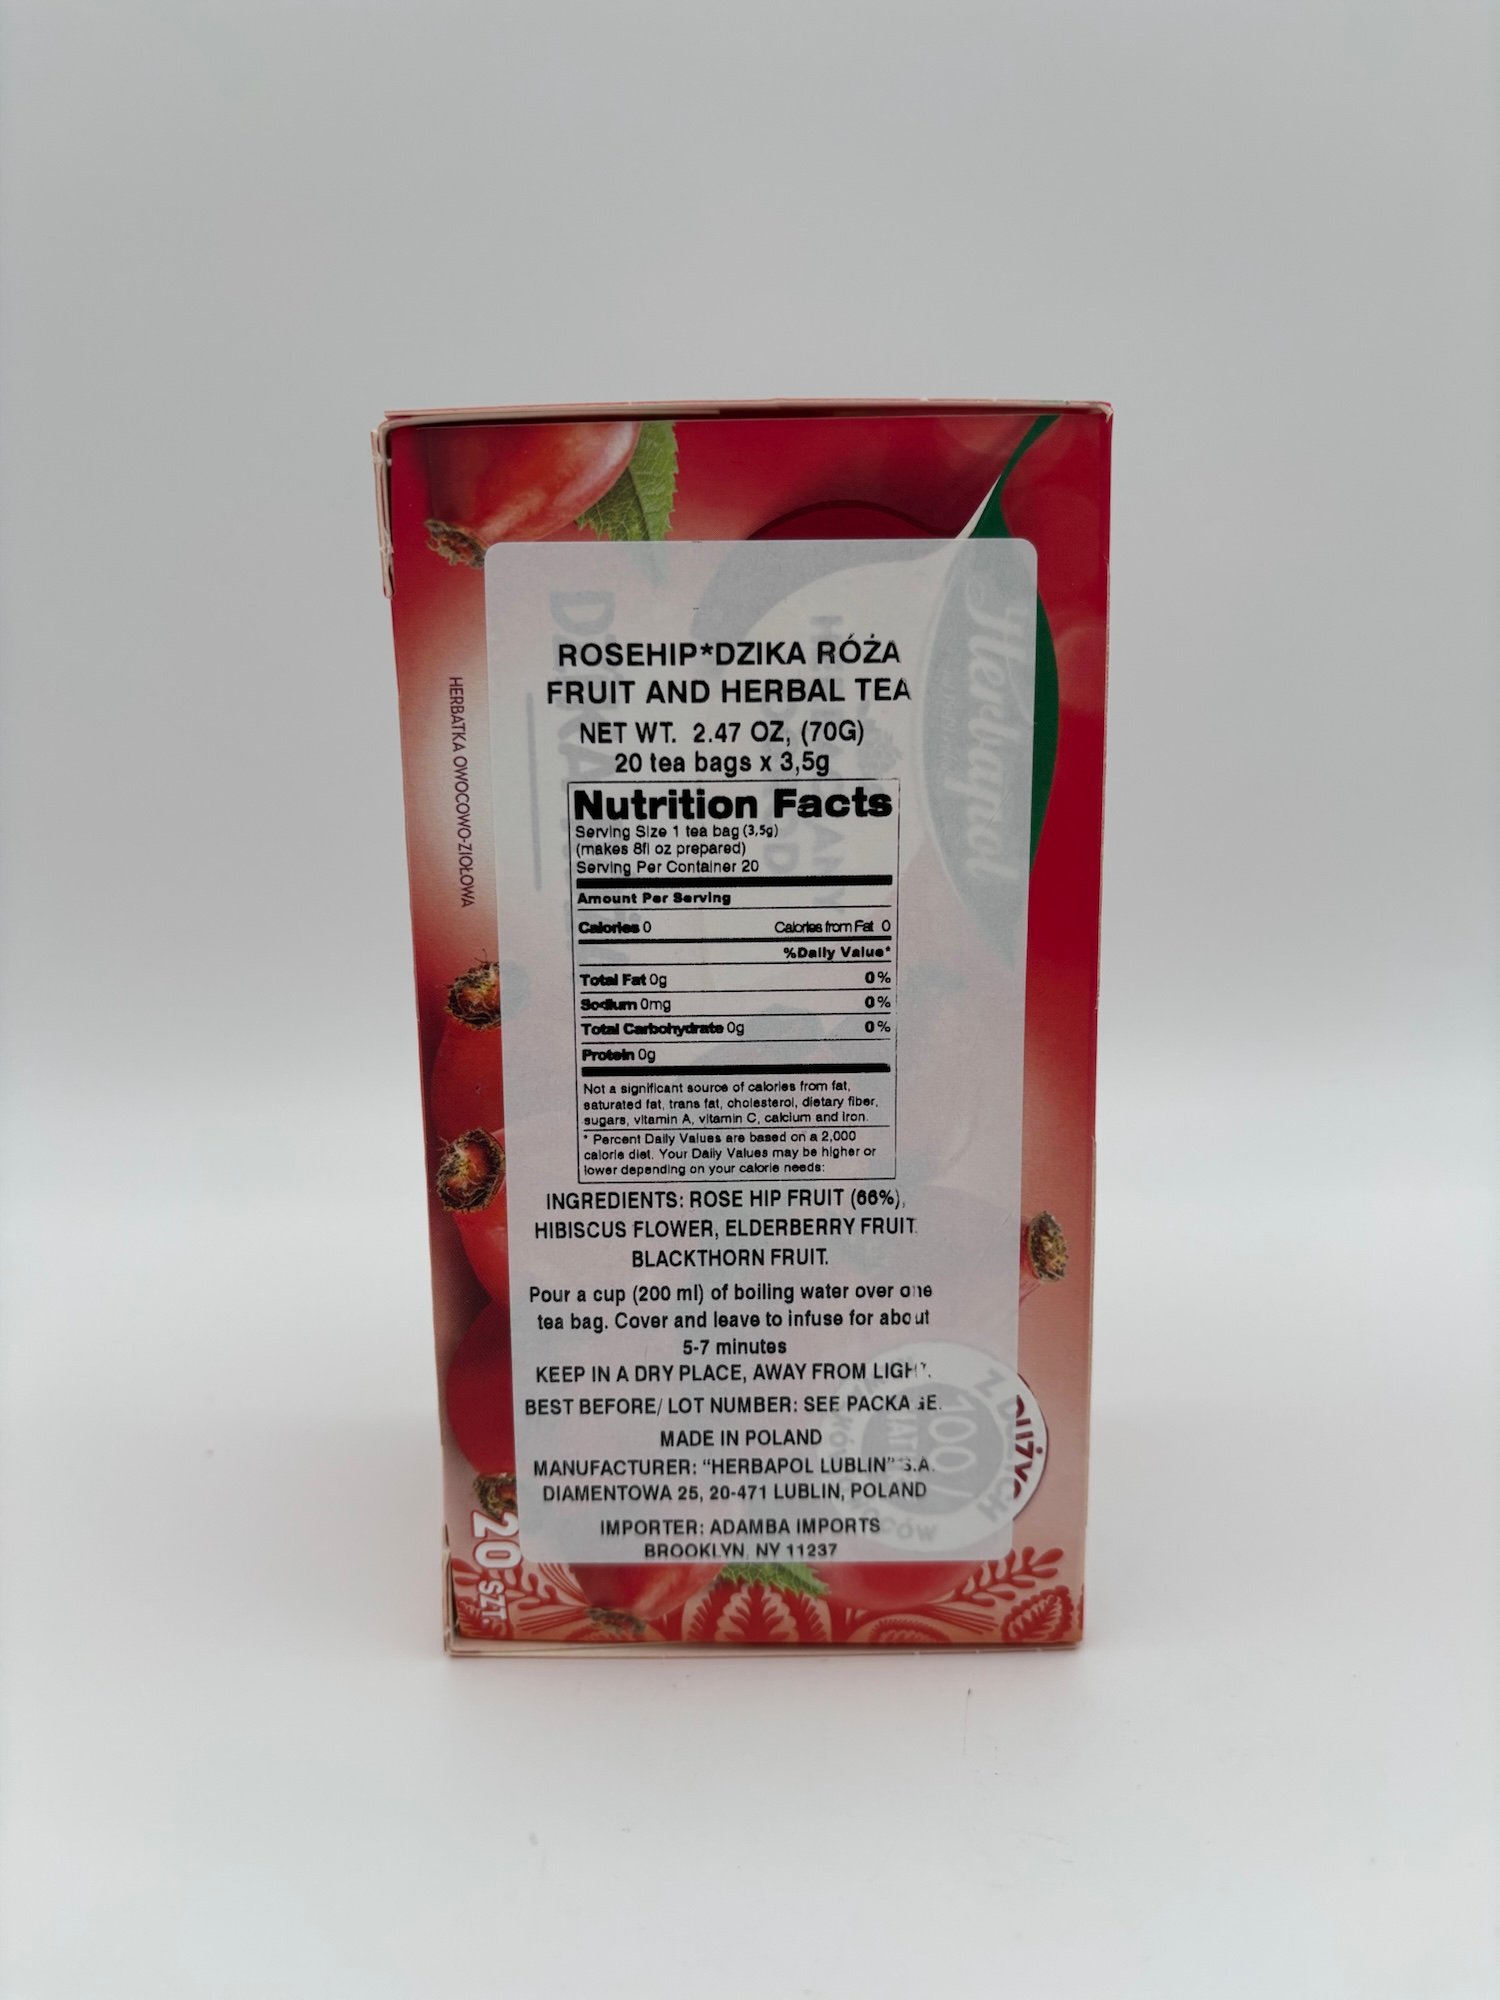 ROSEHIP*DZIKA RÓŻA
FRUIT AND HERBAL TEA
NET WT. 2.47 OZ, (70G)
20 tea bags x 3,5g
Nutrition Facts
Serving Size 1 tea bag (3,5g)
(makes 8fl oz prepared)
Serving Per Container 20
Amount Per Serving
Calories 0 Calories from Fat 0
%Daily Value*
Total Fat 0g 0%
Sodium 0mg 0%
Total Carbohydrate 0g 0%
Protein 0g
Not a significant source of calories from fat,
saturated fat, trans fat, cholesterol, dietary fiber,
sugars, vitamin A, vitamin C, calcium and iron.
* Percent Daily Values are based on a 2,000
calorie diet. Your Daily Values may be higher or
lower depending on your calorie needs:
INGREDIENTS: ROSE HIP FRUIT (66%),
HIBISCUS FLOWER, ELDERBERRY FRUIT.
BLACKTHORN FRUIT.
Pour a cup (200 ml) of boiling water over one
tea bag. Cover and leave to infuse for about
5-7 minutes
KEEP IN A DRY PLACE, AWAY FROM LIGHT.
BEST BEFORE/ LOT NUMBER: SEE PACKAGE.
MADE IN POLAND
MANUFACTURER: “HERBAPOL LUBLIN” S.A.
DIAMENTOWA 25, 20-471 LUBLIN, POLAND
IMPORTER: ADAMBA IMPORTS
BROOKLYN, NY 11237
HERBATKA OWOCOWO-ZIOŁOWA
20 SZT.
Herbapol